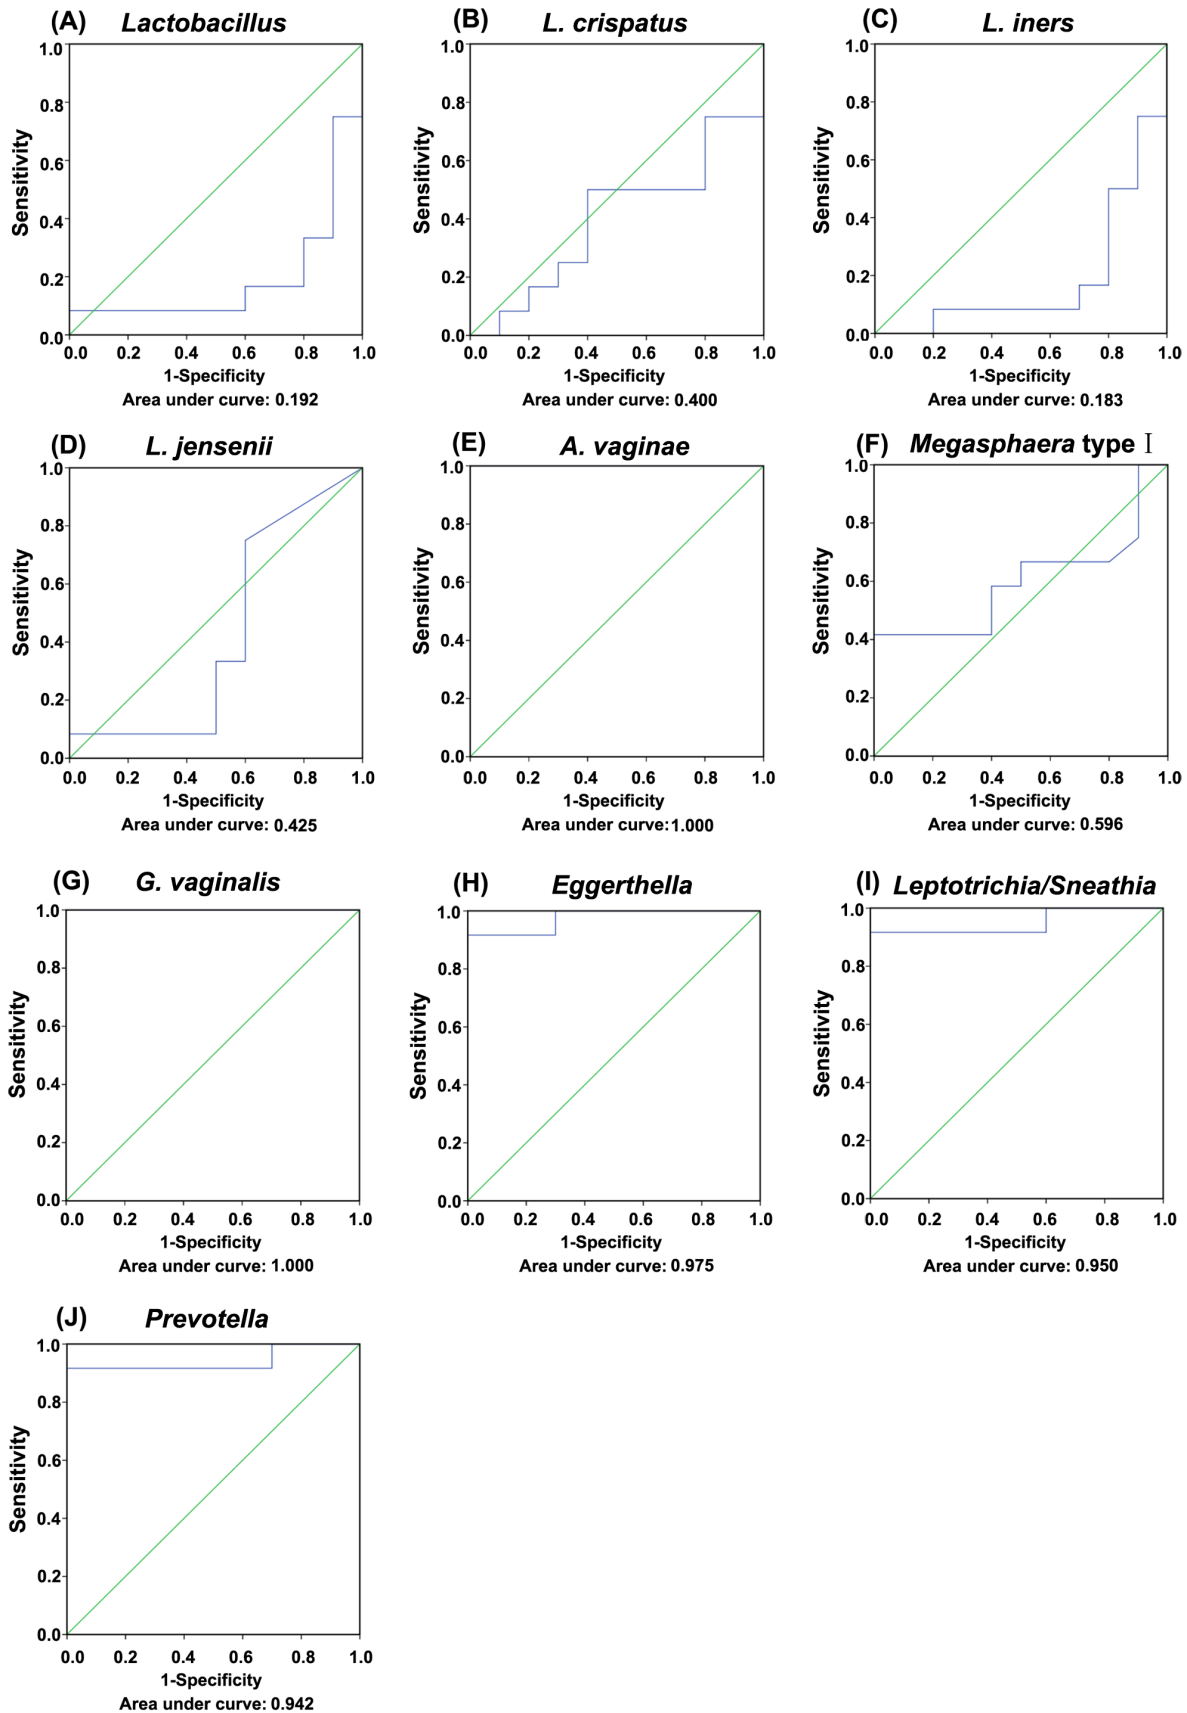 (A) Lactobacillus
1.0
0.8
0.6
0.4
0.2
0.0
Sensitivity
0.0 0.2 0.4 0.6 0.8 1.0
1-Specificity
Area under curve: 0.192
(B) L. crispatus
1.0
0.8
0.6
0.4
0.2
0.0
Sensitivity
0.0 0.2 0.4 0.6 0.8 1.0
1-Specificity
Area under curve: 0.400
(C) L. iners
1.0
0.8
0.6
0.4
0.2
0.0
Sensitivity
0.0 0.2 0.4 0.6 0.8 1.0
1-Specificity
Area under curve: 0.183
(D) L. jensenii
1.0
0.8
0.6
0.4
0.2
0.0
Sensitivity
0.0 0.2 0.4 0.6 0.8 1.0
1-Specificity
Area under curve: 0.425
(E) A. vaginae
1.0
0.8
0.6
0.4
0.2
0.0
Sensitivity
0.0 0.2 0.4 0.6 0.8 1.0
1-Specificity
Area under curve:1.000
(F) Megasphaera type Ⅰ
1.0
0.8
0.6
0.4
0.2
0.0
Sensitivity
0.0 0.2 0.4 0.6 0.8 1.0
1-Specificity
Area under curve: 0.596
(G) G. vaginalis
1.0
0.8
0.6
0.4
0.2
0.0
Sensitivity
0.0 0.2 0.4 0.6 0.8 1.0
1-Specificity
Area under curve: 1.000
(H) Eggerthella
1.0
0.8
0.6
0.4
0.2
0.0
Sensitivity
0.0 0.2 0.4 0.6 0.8 1.0
1-Specificity
Area under curve: 0.975
(I) Leptotrichia/Sneathia
1.0
0.8
0.6
0.4
0.2
0.0
Sensitivity
0.0 0.2 0.4 0.6 0.8 1.0
1-Specificity
Area under curve: 0.950
(J) Prevotella
1.0
0.8
0.6
0.4
0.2
0.0
Sensitivity
0.0 0.2 0.4 0.6 0.8 1.0
1-Specificity
Area under curve: 0.942